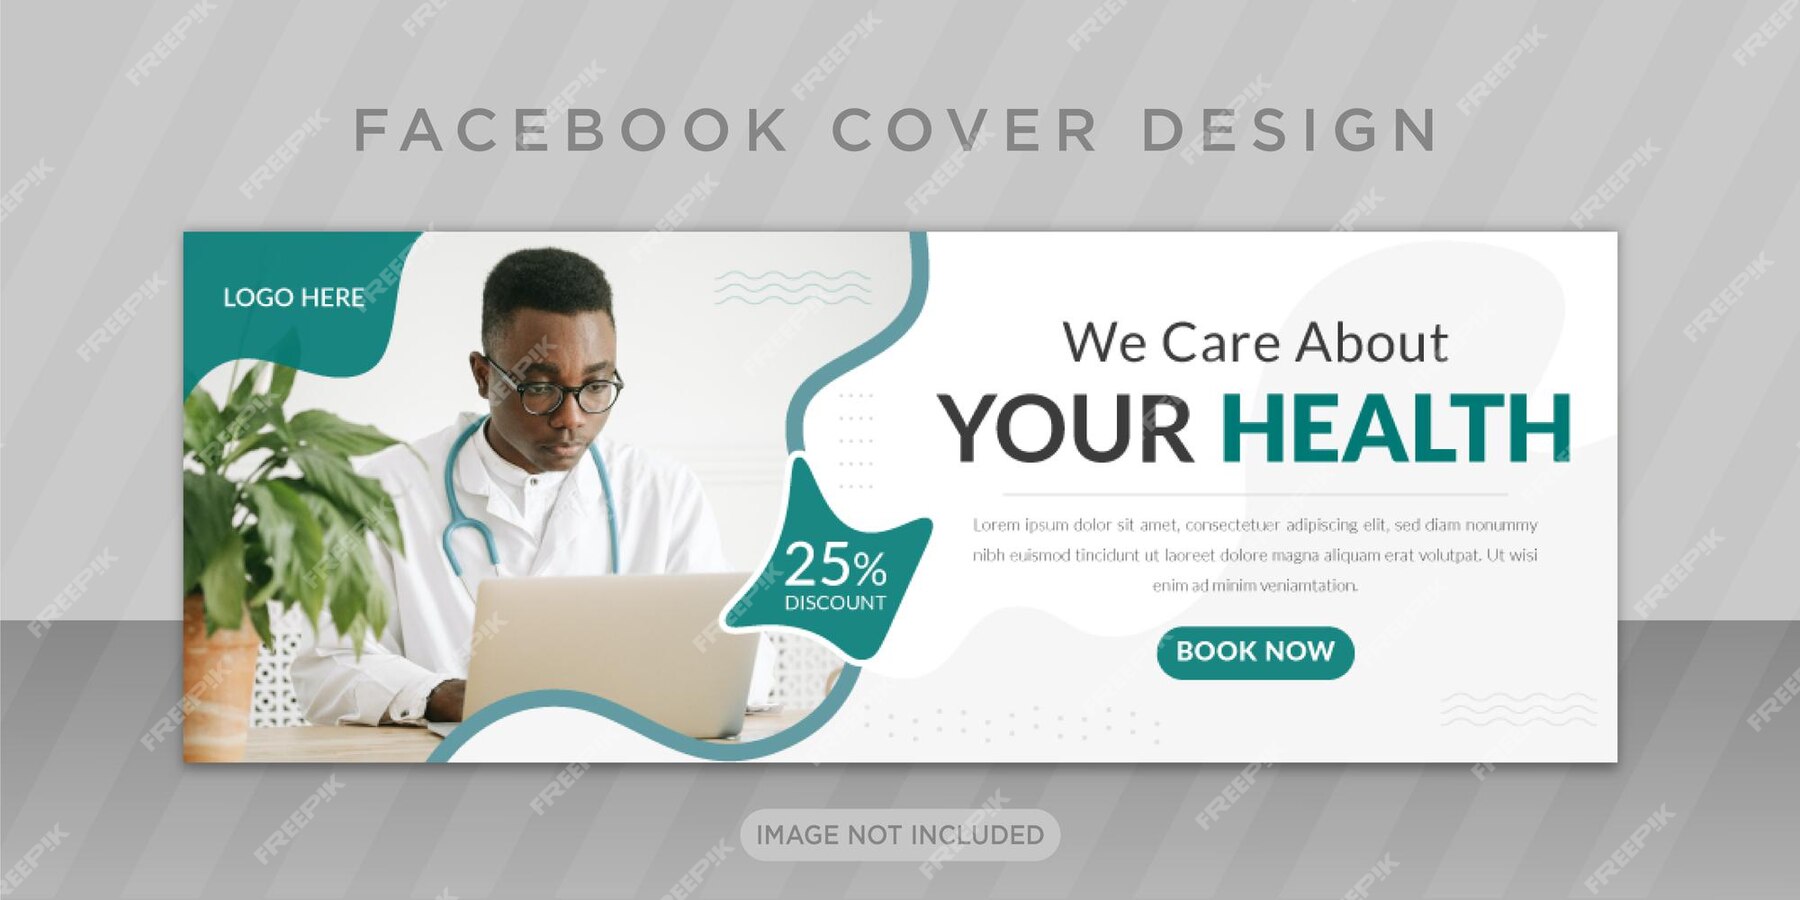 FACEBOOK COVER DESIGN
LOGO HERE
25%
DISCOUNT
We Care About
YOUR HEALTH
Lorem ipsum dolor sit amet, consectetuer adipiscing elit, sed diam nonummy
nibh euismod tincidunt ut laoreet dolore magna aliquam erat volutpat. Ut wisi
enim ad minim veniamtation.
BOOK NOW
IMAGE NOT INCLUDED
FREEPIK